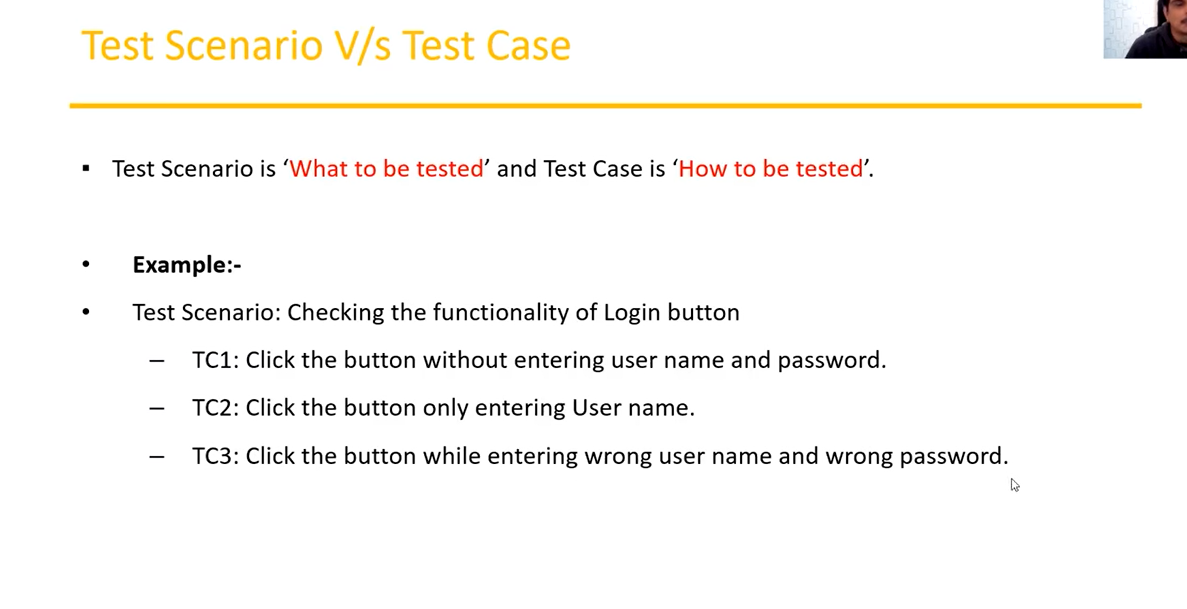 Test Scenario V/s Test Case
▪ Test Scenario is ‘What to be tested’ and Test Case is ‘How to be tested’.
• Example:-
• Test Scenario: Checking the functionality of Login button
– TC1: Click the button without entering user name and password.
– TC2: Click the button only entering User name.
– TC3: Click the button while entering wrong user name and wrong password.